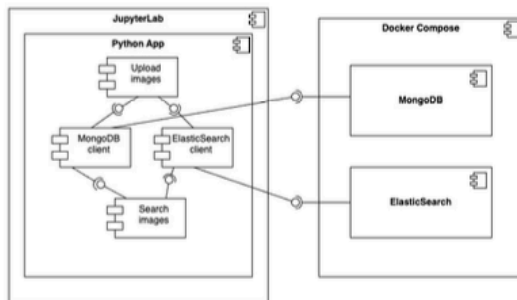 JupyterLab
Python App
Upload
images
MongoDB
client
ElasticSearch
client
Search
images
Docker Compose
MongoDB
ElasticSearch